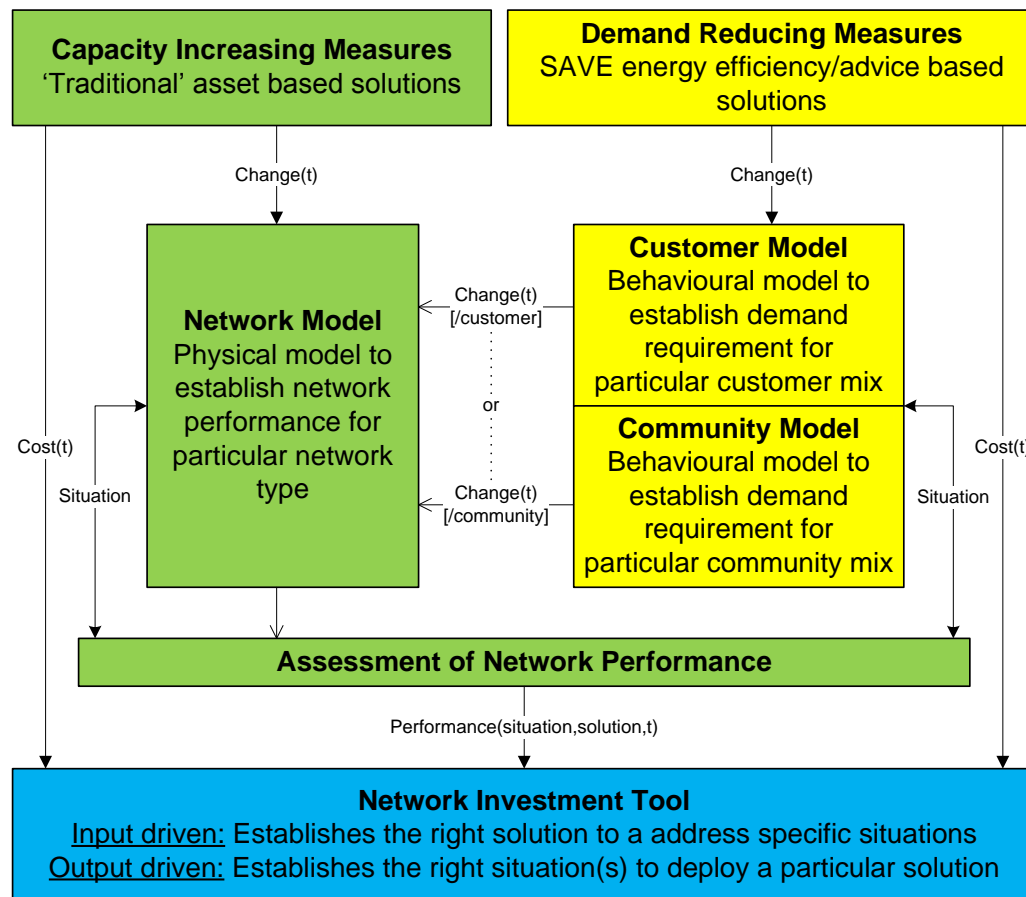 Capacity Increasing Measures
‘Traditional’ asset based solutions
Demand Reducing Measures
SAVE energy efficiency/advice based
solutions
Change(t)
Change(t)
Network Model
Physical model to
establish network
performance for
particular network
type
Change(t)
[/customer]
or
Change(t)
[/community]
Customer Model
Behavioural model to
establish demand
requirement for
particular customer mix
Community Model
Behavioural model to
establish demand
requirement for
particular community mix
Cost(t)
Situation
Cost(t)
Situation
Assessment of Network Performance
Performance(situation,solution,t)
Network Investment Tool
Input driven: Establishes the right solution to a address specific situations
Output driven: Establishes the right situation(s) to deploy a particular solution